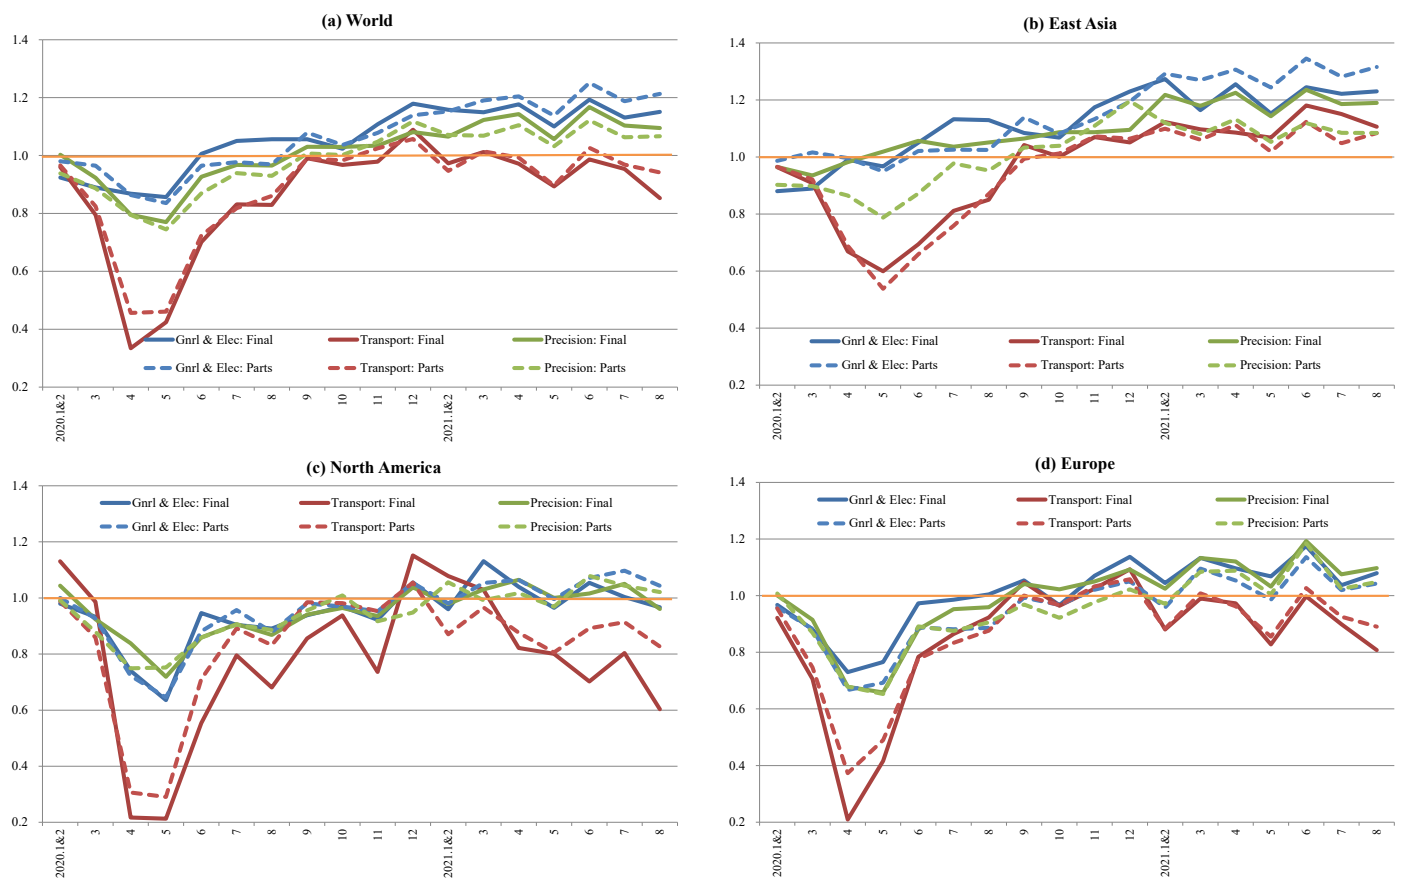 (a) World
1.4
1.2
1.0
0.8
0.6
0.4
0.2
Gnrl & Elec: Final Transport: Final Precision: Final
Gnrl & Elec: Parts Transport: Parts Precision: Parts
2020.1&2 3 4 5 6 7 8 9 10 11 12 2021.1&2 3 4 5 6 7 8
(b) East Asia
1.4
1.2
1.0
0.8
0.6
0.4
0.2
Gnrl & Elec: Final Transport: Final Precision: Final
Gnrl & Elec: Parts Transport: Parts Precision: Parts
2020.1&2 3 4 5 6 7 8 9 10 11 12 2021.1&2 3 4 5 6 7 8
(c) North America
1.4
1.2
1.0
0.8
0.6
0.4
0.2
Gnrl & Elec: Final Transport: Final Precision: Final
Gnrl & Elec: Parts Transport: Parts Precision: Parts
2020.1&2 3 4 5 6 7 8 9 10 11 12 2021.1&2 3 4 5 6 7 8
(d) Europe
1.4
1.2
1.0
0.8
0.6
0.4
0.2
Gnrl & Elec: Final Transport: Final Precision: Final
Gnrl & Elec: Parts Transport: Parts Precision: Parts
2020.1&2 3 4 5 6 7 8 9 10 11 12 2021.1&2 3 4 5 6 7 8